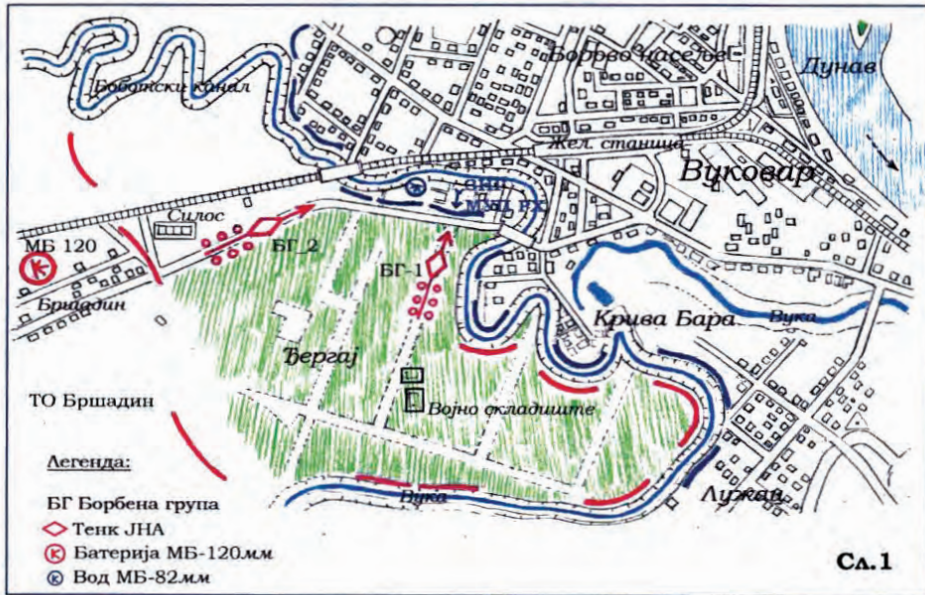 Боботски канал
Борово насеље
Дунав
Жел. станица
Вуковар
МУП РХ
Силос
МБ 120
БГ_2
БГ-1
Бршадин
Крива Бара
Вука
Ђергај
Војно складиште
ТО Бршадин
Вука
Лужац
Легенда:
БГ Борбена група
Тенк ЈНА
Батерија МБ-120мм
Вод МБ-82мм
Сл.1